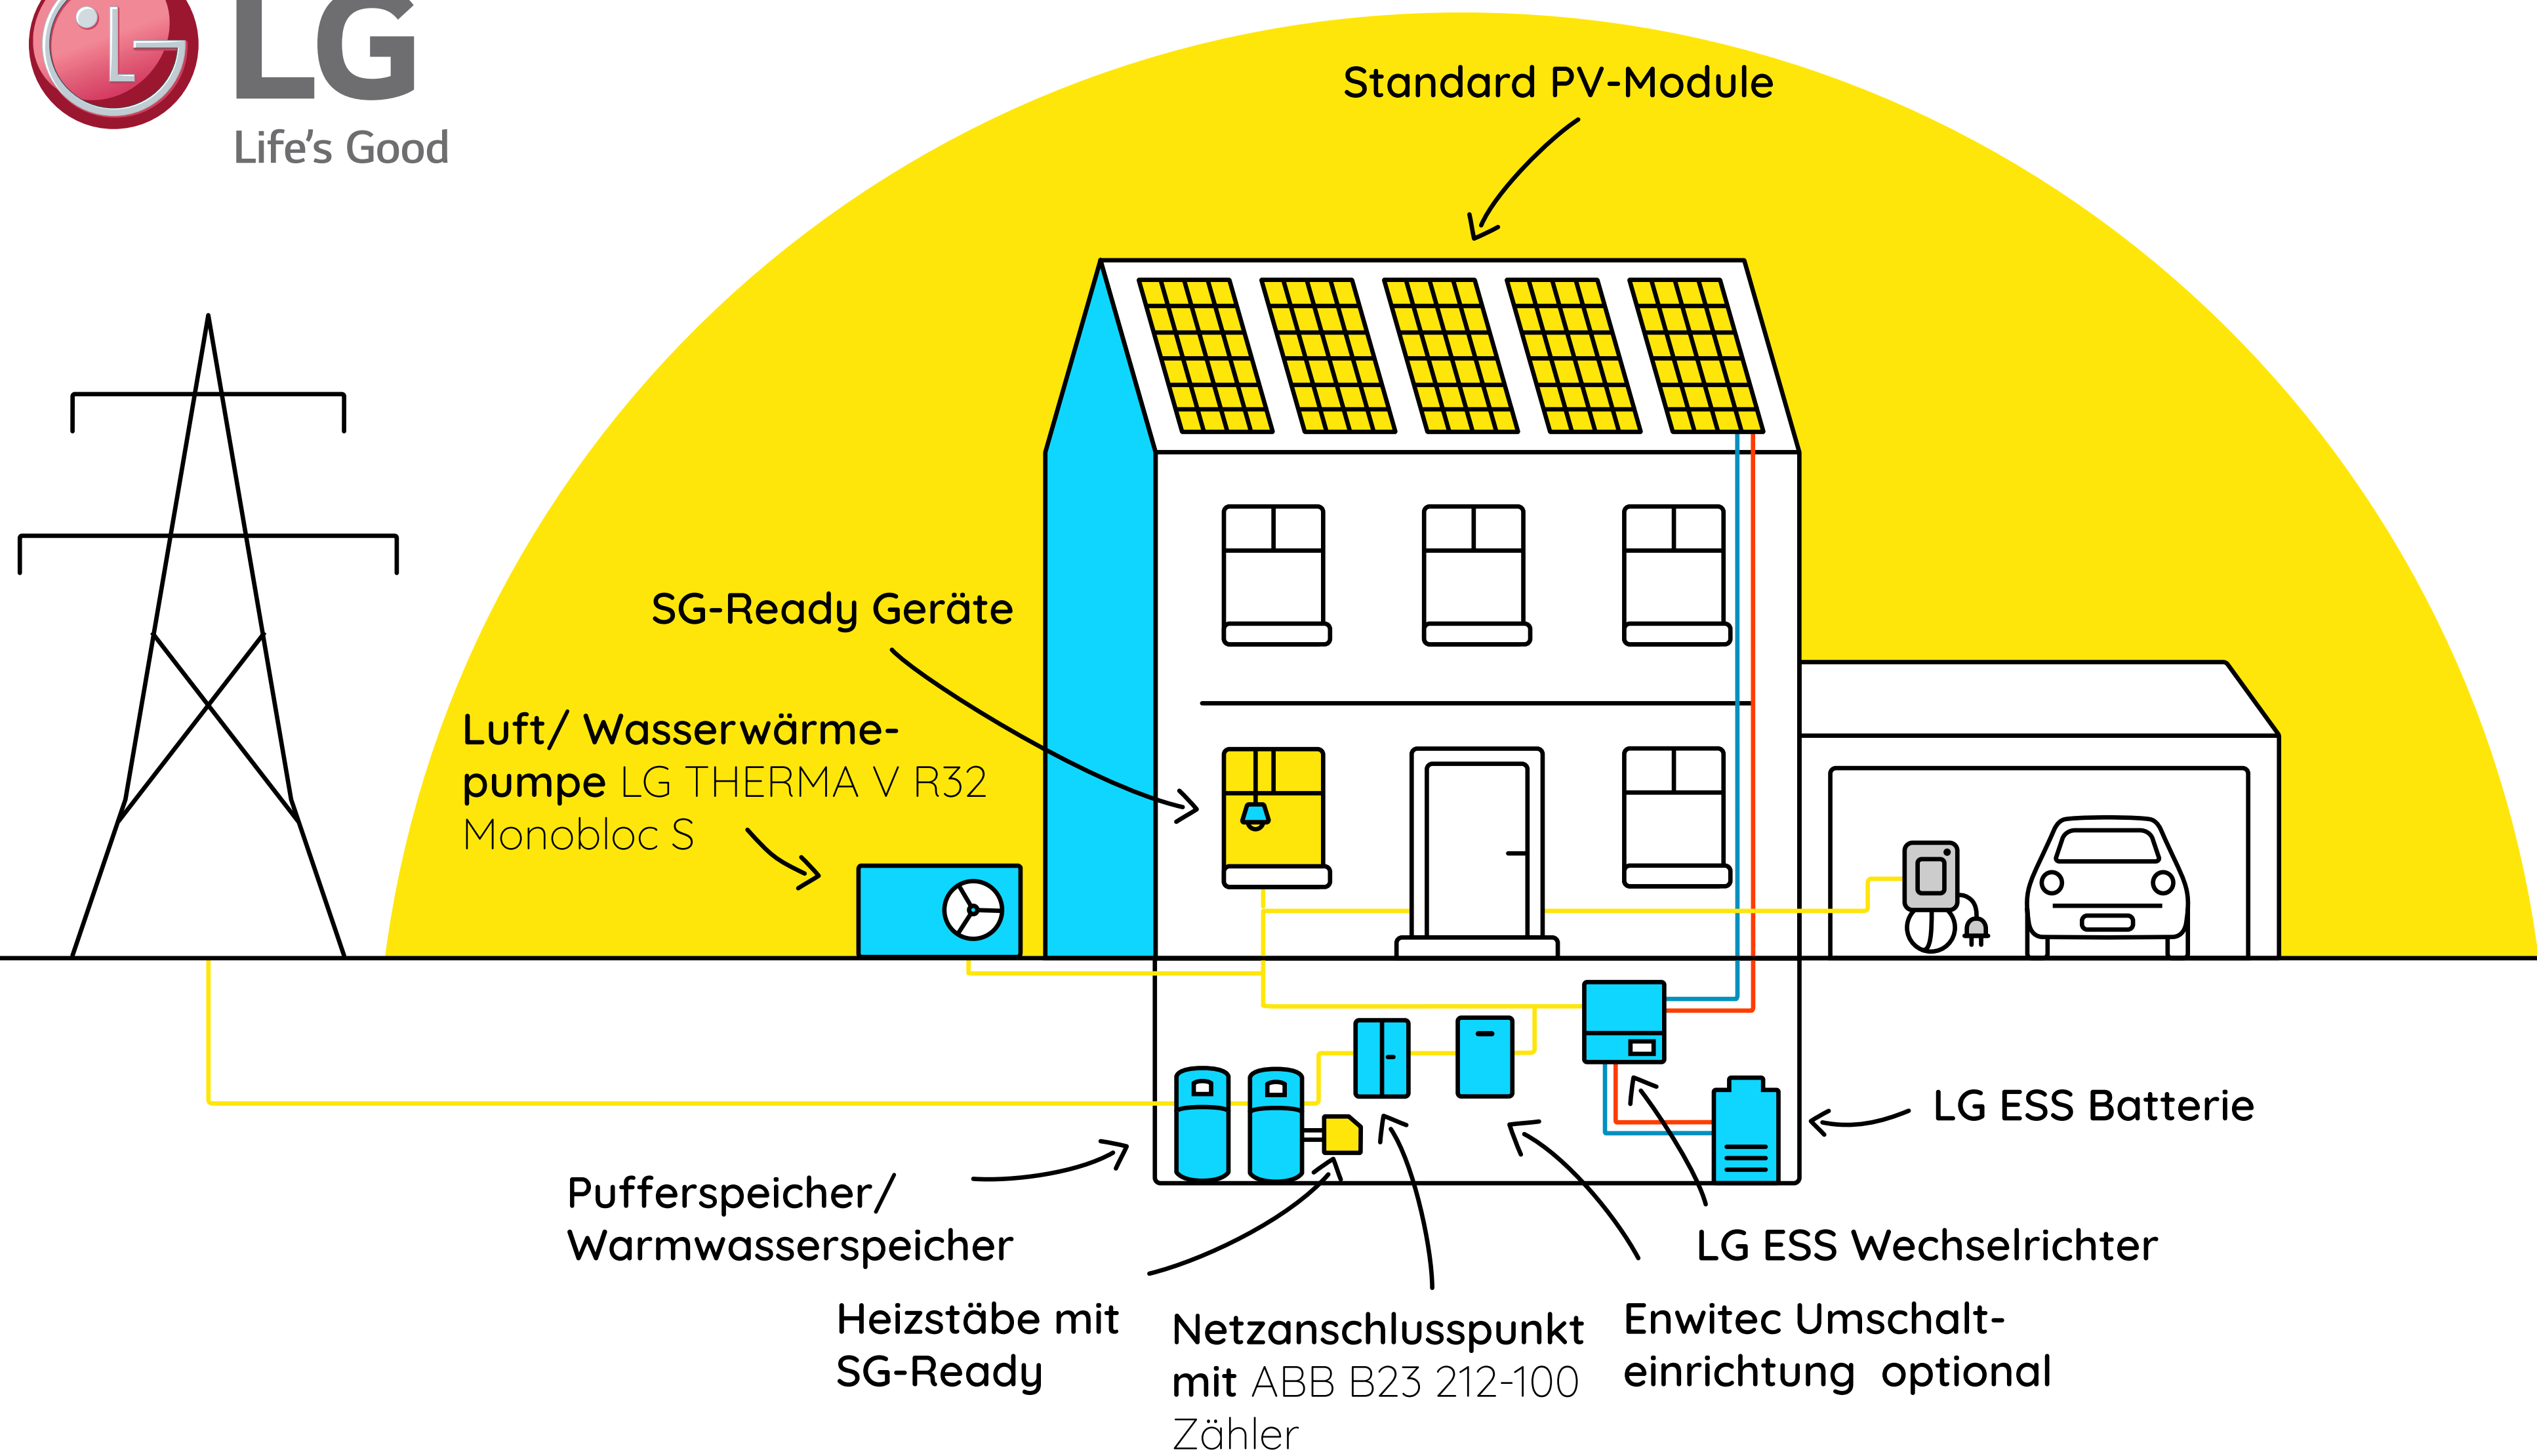 LG
Life's Good
Standard PV-Module
SG-Ready Geräte
Luft/ Wasserwärme-
pumpe LG THERMA V R32
Monobloc S
LG ESS Batterie
Pufferspeicher/
Warmwasserspeicher
LG ESS Wechselrichter
Heizstäbe mit
SG-Ready
Netzanschlusspunkt
mit ABB B23 212-100
Zähler
Enwitec Umschalt-
einrichtung optional